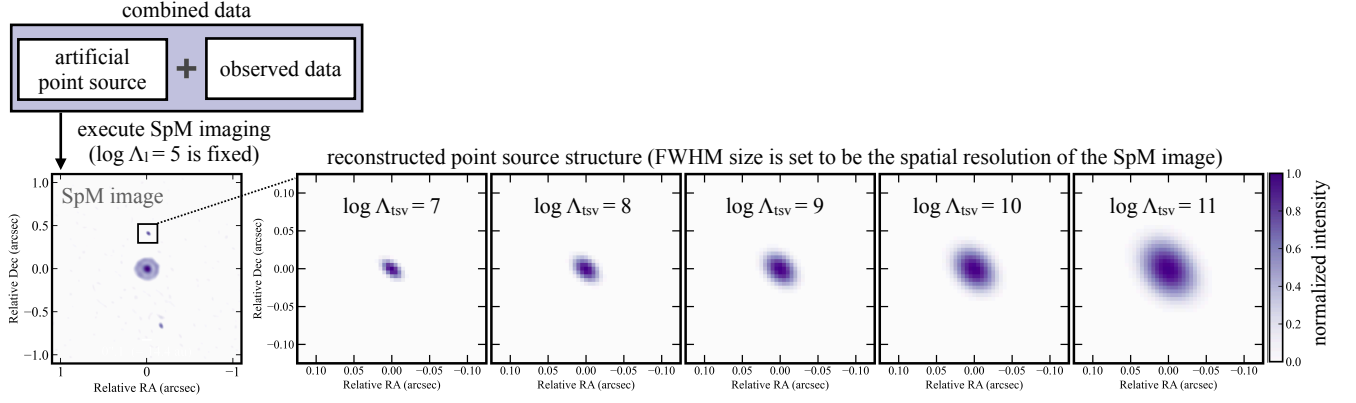 combined data
artificial
point source
+
observed data
execute SpM imaging
(log Λl = 5 is fixed)
reconstructed point source structure (FWHM size is set to be the spatial resolution of the SpM image)
SpM image
1.0
0.5
0.0
−0.5
−1.0
Relative Dec (arcsec)
1
0
−1
Relative RA (arcsec)
0.10
0.05
0.00
−0.05
−0.10
Relative Dec (arcsec)
log Λtsv = 7
0.10 0.05 0.00 −0.05 −0.10
Relative RA (arcsec)
log Λtsv = 8
0.10 0.05 0.00 −0.05 −0.10
Relative RA (arcsec)
log Λtsv = 9
0.10 0.05 0.00 −0.05 −0.10
Relative RA (arcsec)
log Λtsv = 10
0.10 0.05 0.00 −0.05 −0.10
Relative RA (arcsec)
log Λtsv = 11
0.10 0.05 0.00 −0.05 −0.10
Relative RA (arcsec)
1.0
0.8
0.6
0.4
0.2
0.0
normalized intensity